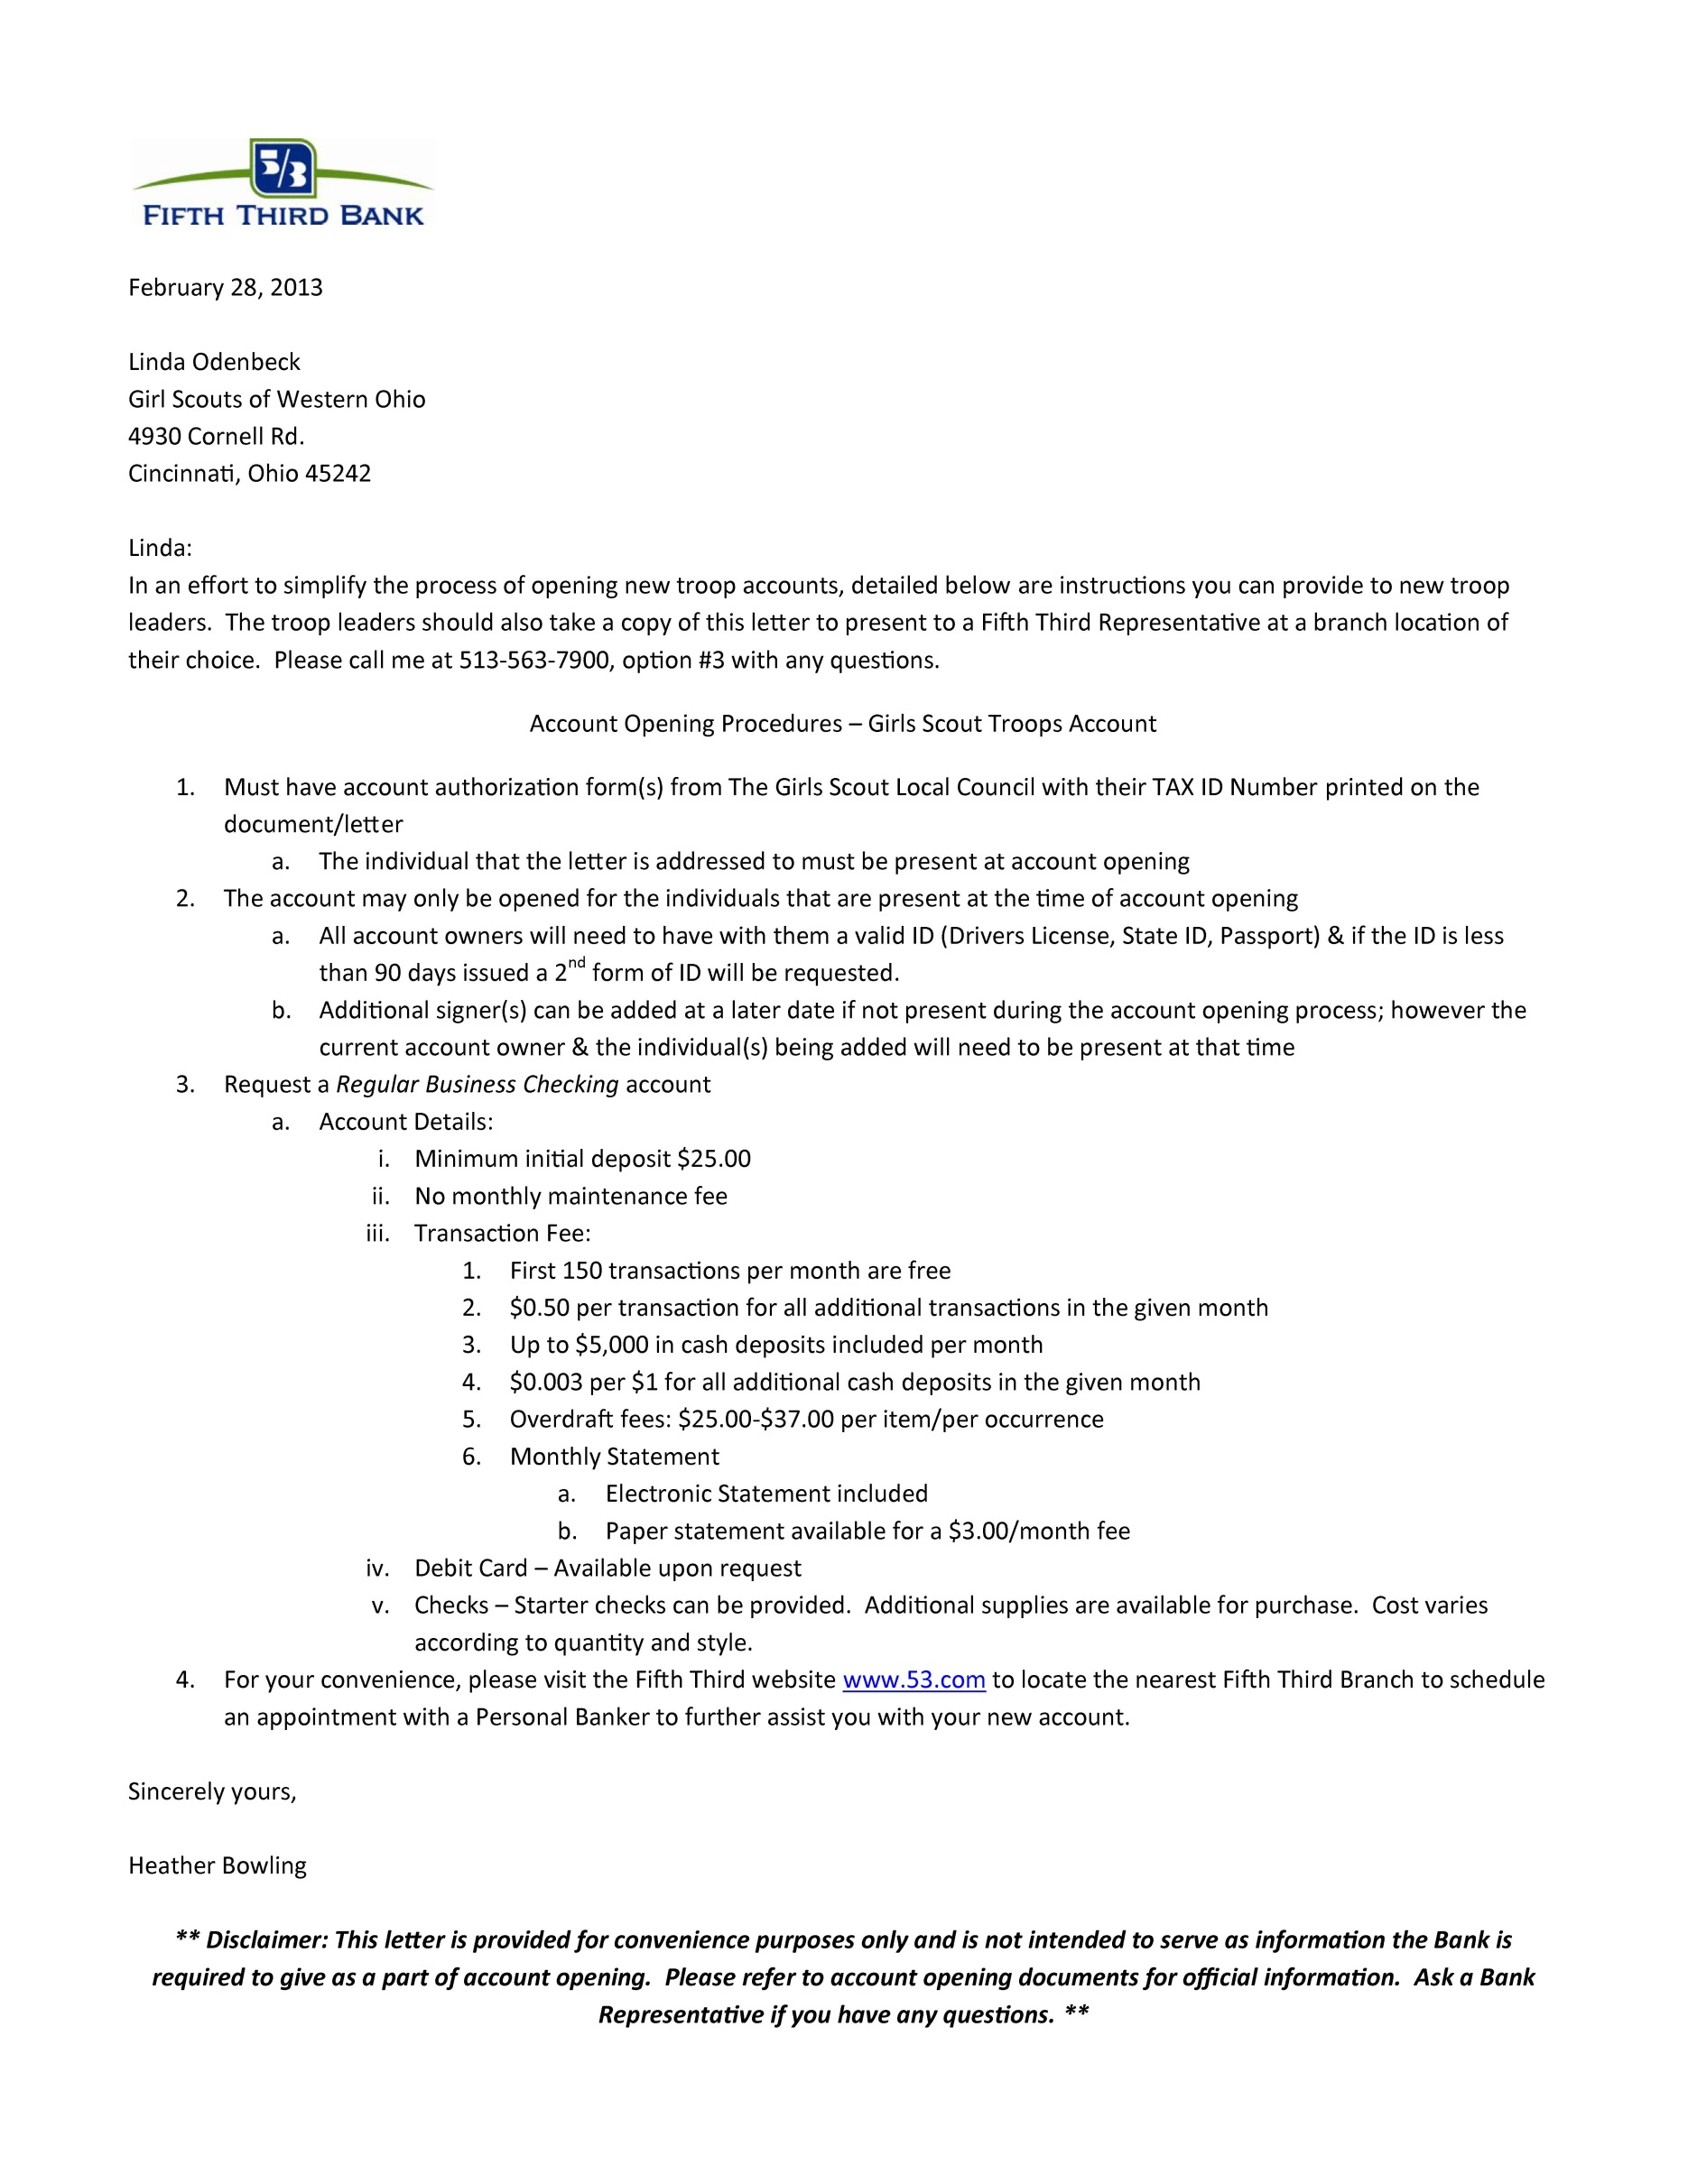 5/3
FIFTH THIRD BANK
February 28, 2013
Linda Odenbeck
Girl Scouts of Western Ohio
4930 Cornell Rd.
Cincinnati, Ohio 45242
Linda:
In an effort to simplify the process of opening new troop accounts, detailed below are instructions you can provide to new troop
leaders.  The troop leaders should also take a copy of this letter to present to a Fifth Third Representative at a branch location of
their choice.  Please call me at 513-563-7900, option #3 with any questions.
Account Opening Procedures – Girls Scout Troops Account
1. Must have account authorization form(s) from The Girls Scout Local Council with their TAX ID Number printed on the
document/letter
a. The individual that the letter is addressed to must be present at account opening
2. The account may only be opened for the individuals that are present at the time of account opening
a. All account owners will need to have with them a valid ID (Drivers License, State ID, Passport) & if the ID is less
than 90 days issued a 2nd form of ID will be requested.
b. Additional signer(s) can be added at a later date if not present during the account opening process; however the
current account owner & the individual(s) being added will need to be present at that time
3. Request a Regular Business Checking account
a. Account Details:
i. Minimum initial deposit $25.00
ii. No monthly maintenance fee
iii. Transaction Fee:
1. First 150 transactions per month are free
2. $0.50 per transaction for all additional transactions in the given month
3. Up to $5,000 in cash deposits included per month
4. $0.003 per $1 for all additional cash deposits in the given month
5. Overdraft fees: $25.00-$37.00 per item/per occurrence
6. Monthly Statement
a. Electronic Statement included
b. Paper statement available for a $3.00/month fee
iv. Debit Card – Available upon request
v. Checks – Starter checks can be provided.  Additional supplies are available for purchase.  Cost varies
according to quantity and style.
4. For your convenience, please visit the Fifth Third website www.53.com to locate the nearest Fifth Third Branch to schedule
an appointment with a Personal Banker to further assist you with your new account.
Sincerely yours,
Heather Bowling
** Disclaimer: This letter is provided for convenience purposes only and is not intended to serve as information the Bank is
required to give as a part of account opening.  Please refer to account opening documents for official information.  Ask a Bank
Representative if you have any questions. **